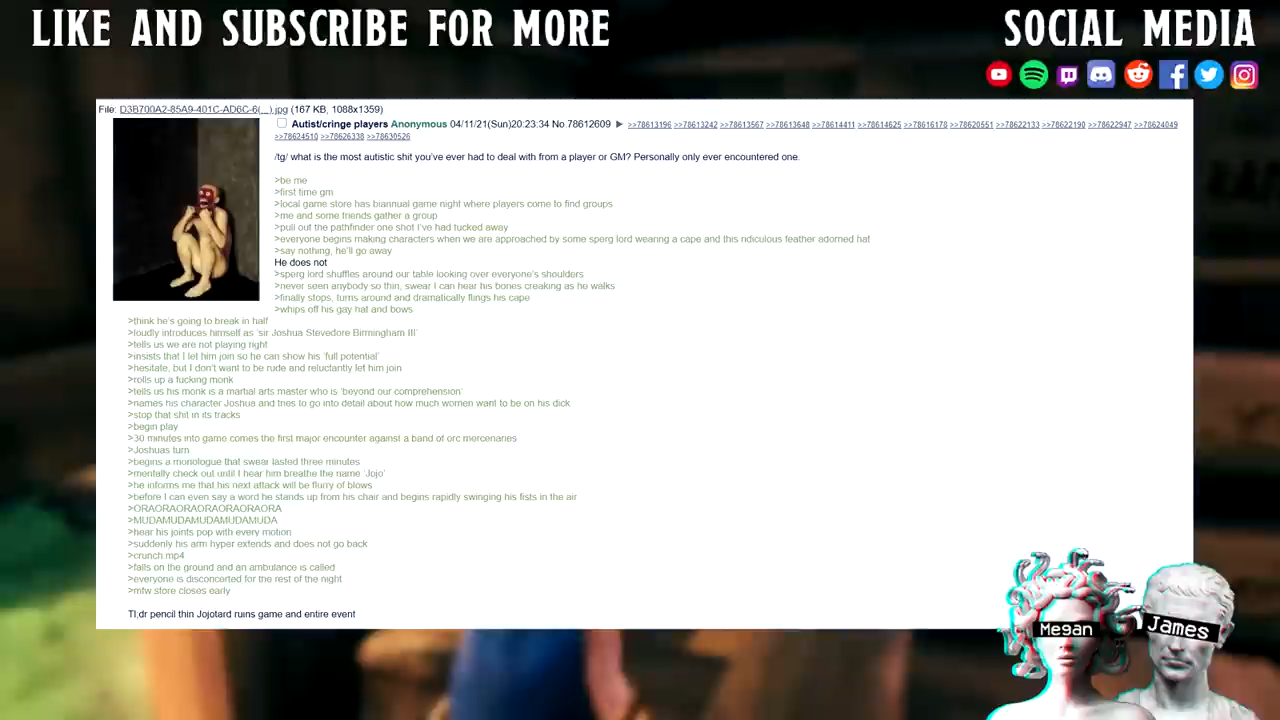 LIKE AND SUBSCRIBE FOR MORE
SOCIAL MEDIA
File: D3B700A2-85A9-401C-AD6C-6(...).jpg (167 KB, 1088x1359)
Autist/cringe players Anonymous 04/11/21(Sun)20:23:34 No.78612609 ▶ >>78613196 >>78613242 >>78613567 >>78613648 >>78614411 >>78614625 >>78616178 >>78620551 >>78622133 >>78622190 >>78622947 >>78624049
>>78624510 >>78626338 >>78630526
/tg/ what is the most autistic shit you've ever had to deal with from a player or GM? Personally only ever encountered one.
>be me
>first time gm
>local game store has biannual game night where players come to find groups
>me and some friends gather a group
>pull out the pathfinder one shot I've had tucked away
>everyone begins making characters when we are approached by some sperg lord wearing a cape and this ridiculous feather adorned hat
>say nothing, he'll go away
He does not
>sperg lord shuffles around our table looking over everyone's shoulders
>never seen anybody so thin, swear I can hear his bones creaking as he walks
>finally stops, turns around and dramatically flings his cape
>whips off his gay hat and bows
>think he's going to break in half
>loudly introduces himself as 'sir Joshua Stevedore Birmingham III'
>tells us we are not playing right
>insists that I let him join so he can show his 'full potential'
>hesitate, but I don't want to be rude and reluctantly let him join
>rolls up a fucking monk
>tells us his monk is a martial arts master who is 'beyond our comprehension'
>names his character Joshua and tries to go into detail about how much women want to be on his dick
>stop that shit in its tracks
>begin play
>30 minutes into game comes the first major encounter against a band of orc mercenaries
>Joshuas turn
>begins a monologue that swear lasted three minutes
>mentally check out until I hear him breathe the name 'Jojo'
>he informs me that his next attack will be flurry of blows
>before I can even say a word he stands up from his chair and begins rapidly swinging his fists in the air
>ORAORAORADRAORAORAORA
>MUDAMUDAMUDAMUDAMUDA
>hear his joints pop with every motion
>suddenly his arm hyper extends and does not go back
>crunch.mp4
>falls on the ground and an ambulance is called
>everyone is disconcerted for the rest of the night
>mfw store closes early
Tl;dr pencil thin Jojotard ruins game and entire event
Megan
James